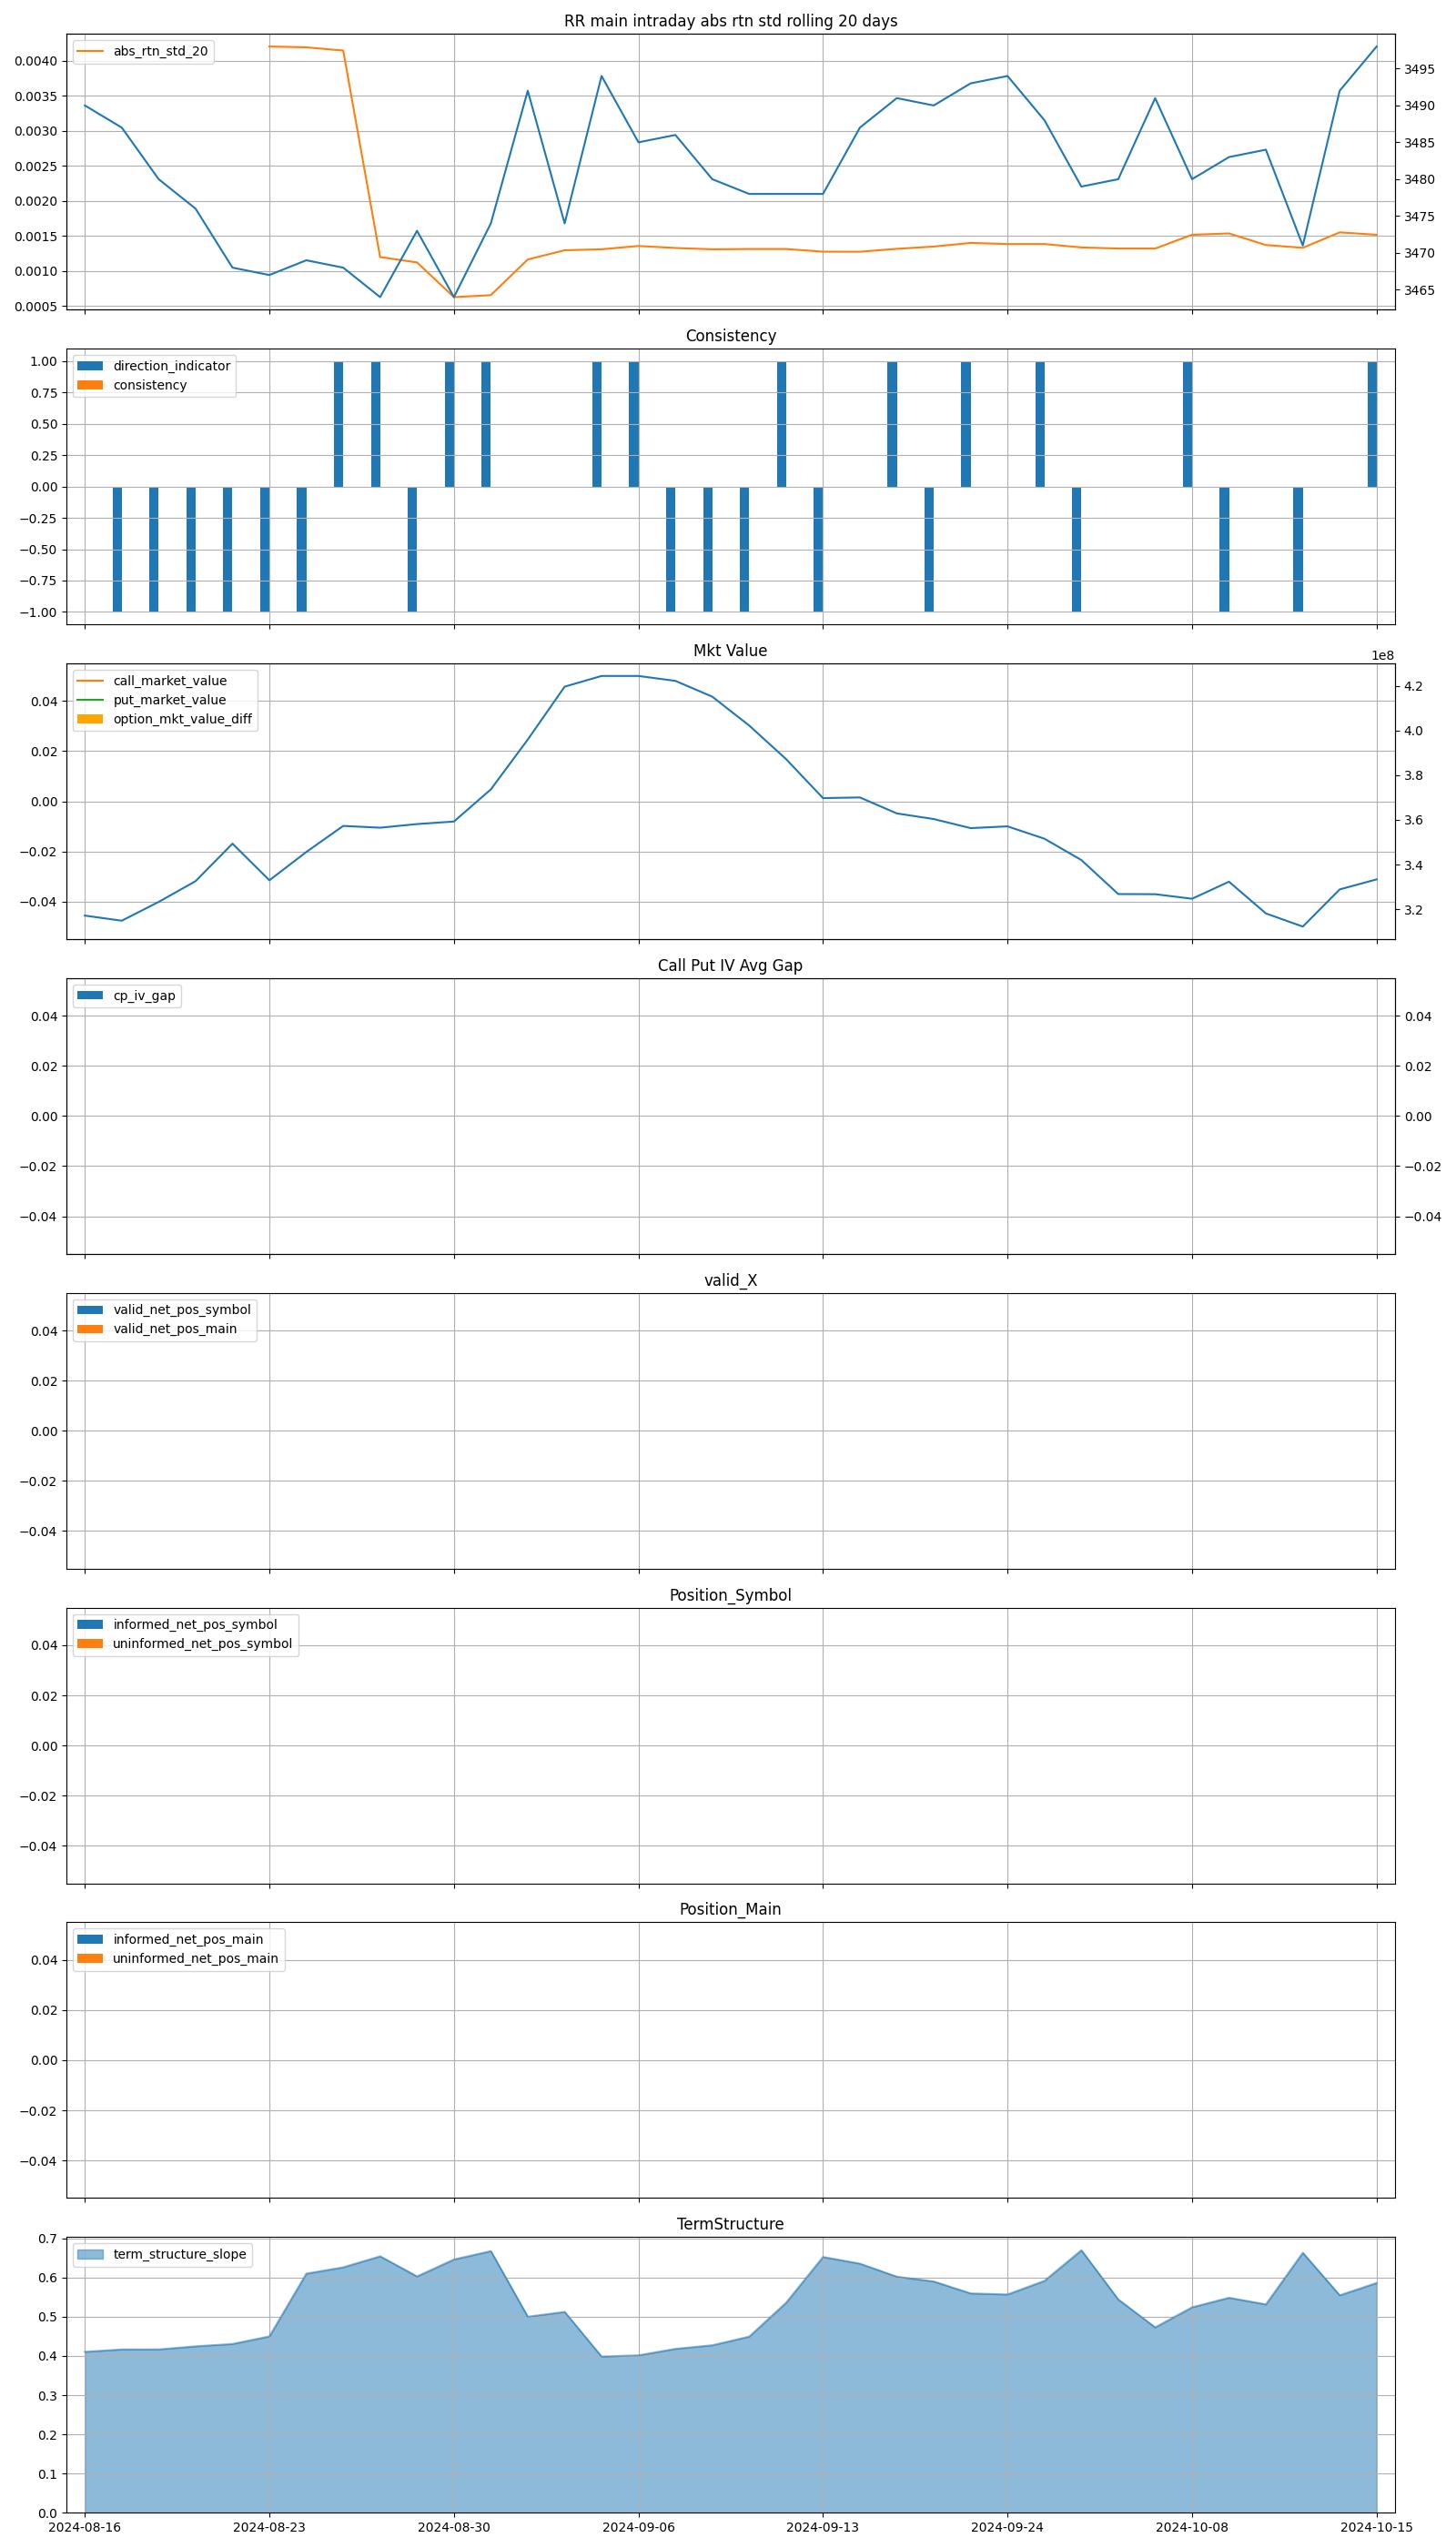 RR main intraday abs rtn std rolling 20 days
abs_rtn_std_20
0.0040
0.0035
0.0030
0.0025
0.0020
0.0015
0.0010
0.0005
3495
3490
3485
3480
3475
3470
3465
Consistency
direction_indicator
consistency
1.00
0.75
0.50
0.25
0.00
−0.25
−0.50
−0.75
−1.00
Mkt Value
1e8
call_market_value
put_market_value
option_mkt_value_diff
0.04
0.02
0.00
−0.02
−0.04
4.2
4.0
3.8
3.6
3.4
3.2
Call Put IV Avg Gap
cp_iv_gap
0.04
0.02
0.00
−0.02
−0.04
0.04
0.02
0.00
−0.02
−0.04
valid_X
valid_net_pos_symbol
valid_net_pos_main
0.04
0.02
0.00
−0.02
−0.04
Position_Symbol
informed_net_pos_symbol
uninformed_net_pos_symbol
0.04
0.02
0.00
−0.02
−0.04
Position_Main
informed_net_pos_main
uninformed_net_pos_main
0.04
0.02
0.00
−0.02
−0.04
TermStructure
term_structure_slope
0.7
0.6
0.5
0.4
0.3
0.2
0.1
0.0
2024-08-16 2024-08-23 2024-08-30 2024-09-06 2024-09-13 2024-09-24 2024-10-08 2024-10-15